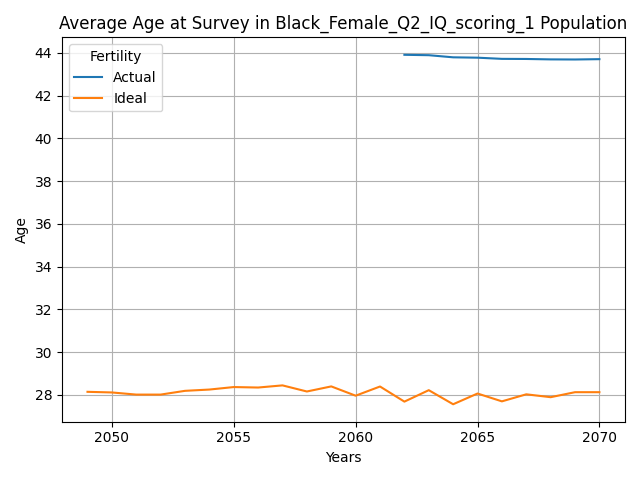 Average Age at Survey in Black_Female_Q2_IQ_scoring_1 Population
Fertility
Actual
Ideal
44
42
40
38
36
34
32
30
28
Age
2050 2055 2060 2065 2070
Years